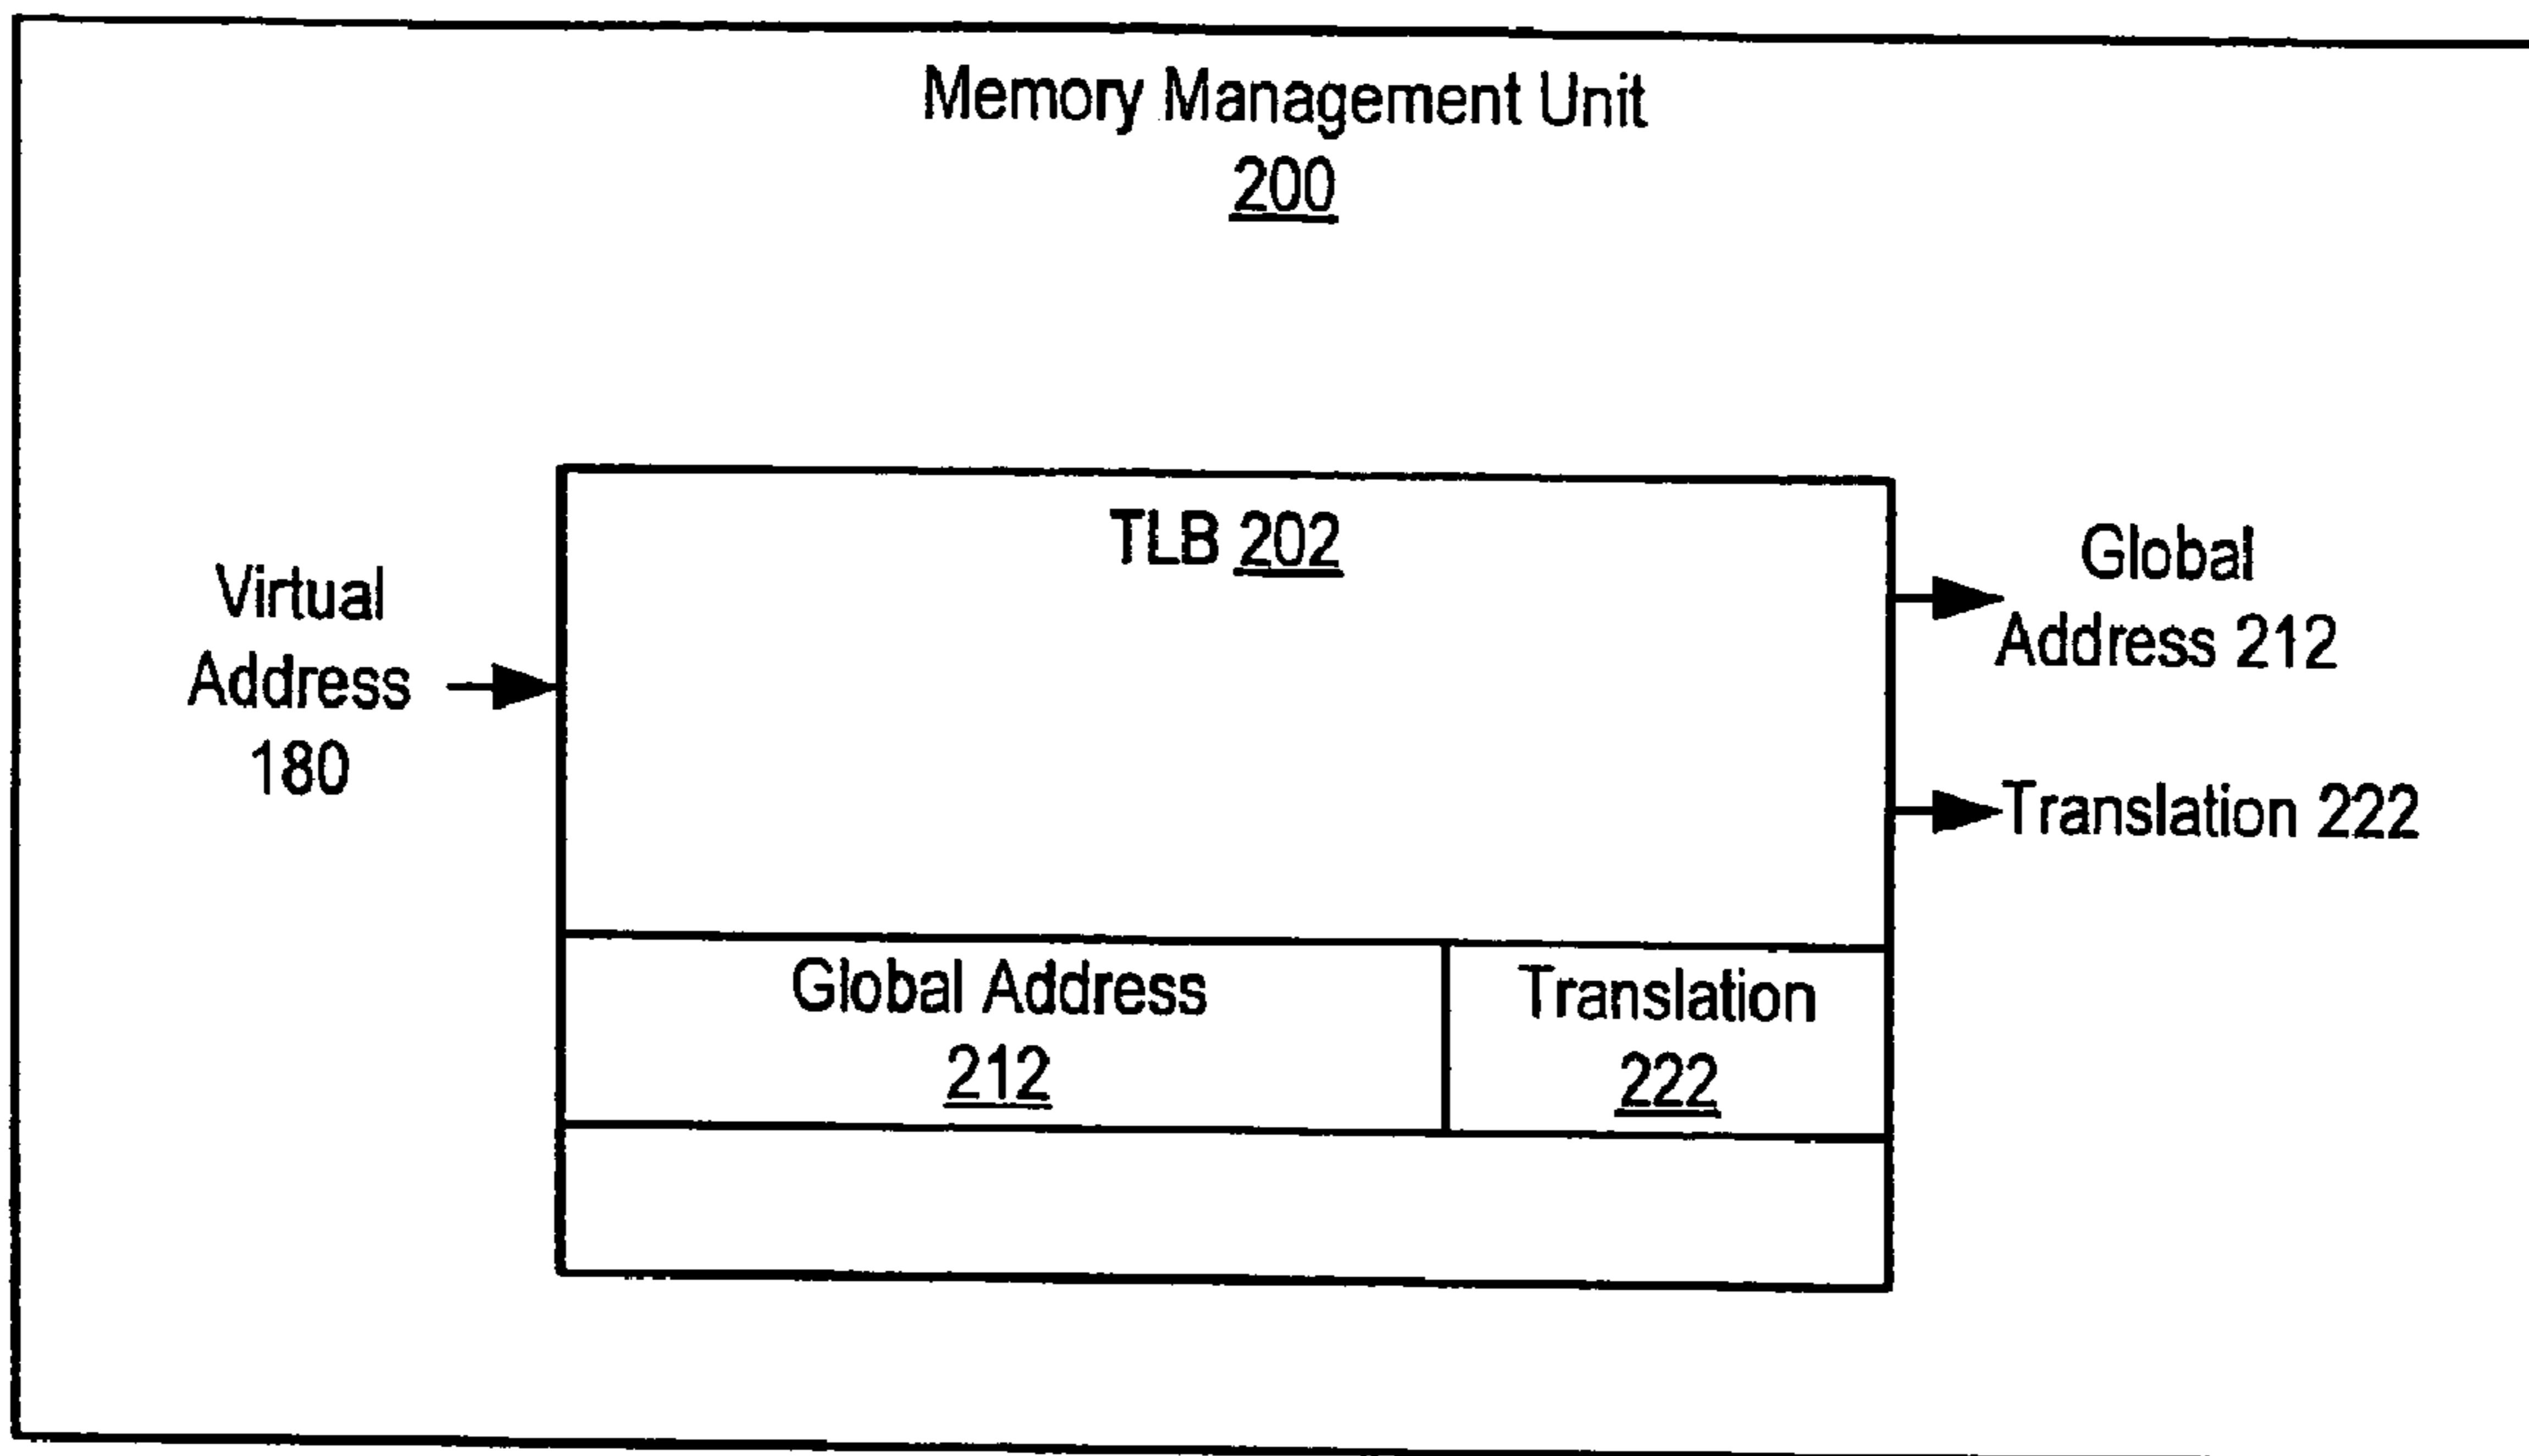 Memory Management Unit
200
TLB 202
Virtual
Address
180
Global
Address 212
Translation 222
Global Address
212
Translation
222